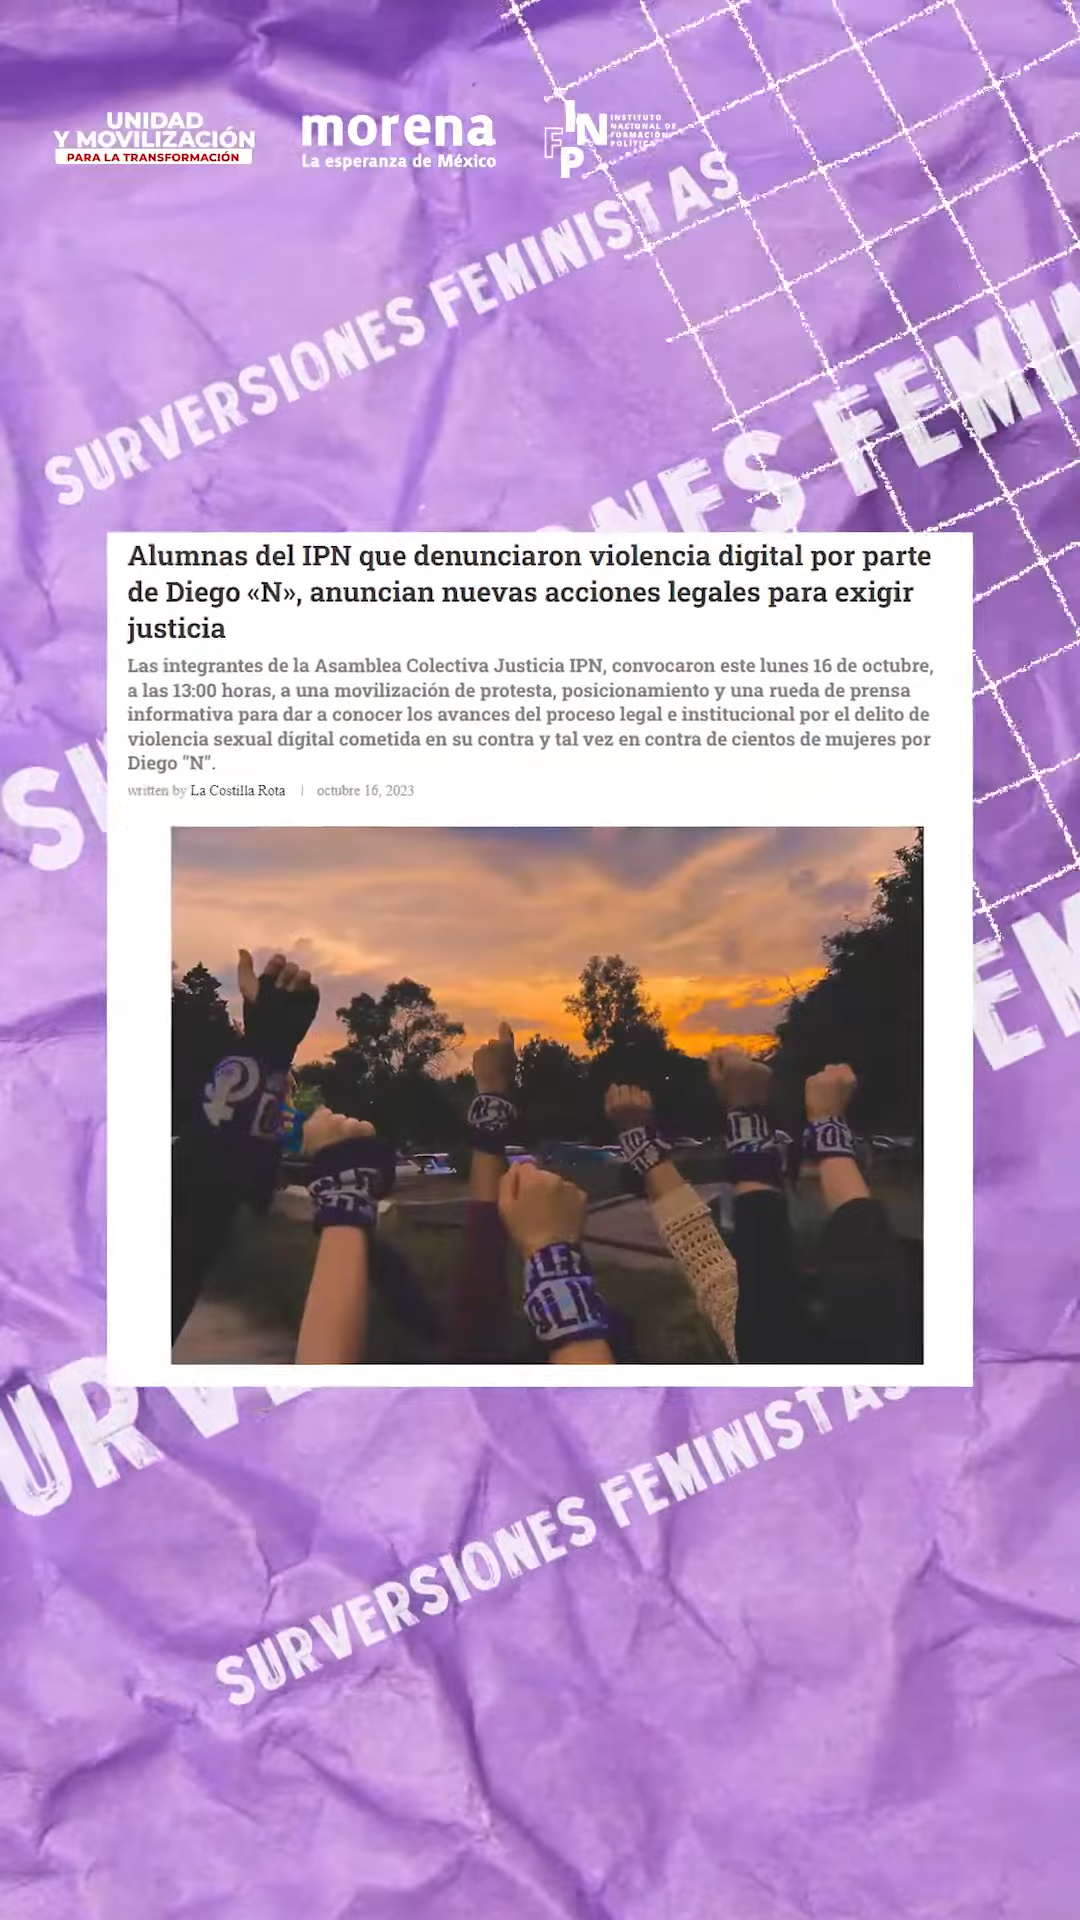 UNIDAD
Y MOVILIZACIÓN
PARA LA TRANSFORMACIÓN
morena
La esperanza de México
INFP
INSTITUTO
NACIONAL DE
FORMACIÓN
POLÍTICA
SURVERSIONES FEMINISTAS
ONES FEMI
Alumnas del IPN que denunciaron violencia digital por parte
de Diego «N», anuncian nuevas acciones legales para exigir
justicia
Las integrantes de la Asamblea Colectiva Justicia IPN, convocaron este lunes 16 de octubre,
a las 13:00 horas, a una movilización de protesta, posicionamiento y una rueda de prensa
informativa para dar a conocer los avances del proceso legal e institucional por el delito de
violencia sexual digital cometida en su contra y tal vez en contra de cientos de mujeres por
Diego "N".
written by La Costilla Rota | octubre 16, 2023
SURVERSIONES FEMINISTAS